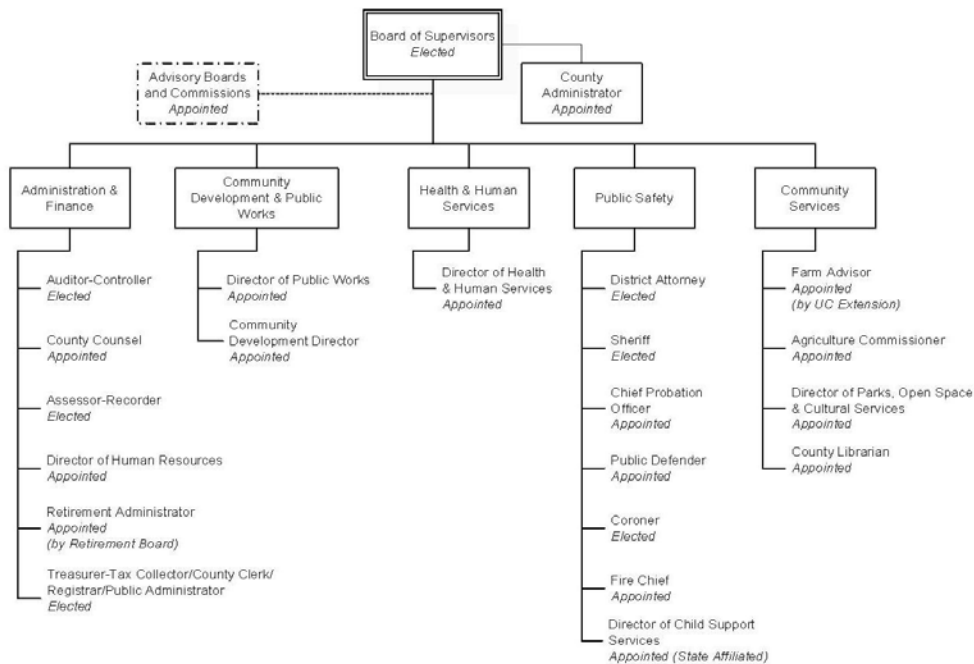 Board of Supervisors
Elected
Advisory Boards
and Commissions
Appointed
County
Administrator
Appointed
Administration &
Finance
Community
Development & Public
Works
Health & Human
Services
Public Safety
Community
Services
Auditor-Controller
Elected
County Counsel
Appointed
Assessor-Recorder
Elected
Director of Human Resources
Appointed
Retirement Administrator
Appointed
(by Retirement Board)
Treasurer-Tax Collector/County Clerk/
Registrar/Public Administrator
Elected
Director of Public Works
Appointed
Community
Development Director
Appointed
Director of Health
& Human Services
Appointed
District Attorney
Elected
Sheriff
Elected
Chief Probation
Officer
Appointed
Public Defender
Appointed
Coroner
Elected
Fire Chief
Appointed
Director of Child Support
Services
Appointed (State Affiliated)
Farm Advisor
Appointed
(by UC Extension)
Agriculture Commissioner
Appointed
Director of Parks, Open Space
& Cultural Services
Appointed
County Librarian
Appointed